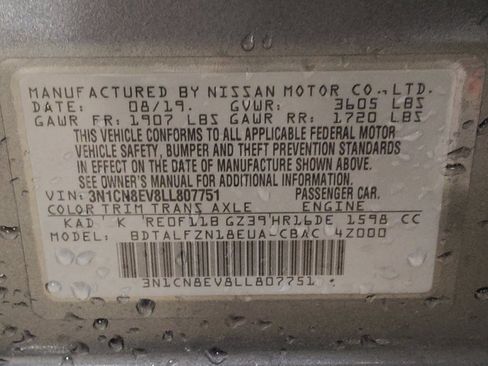 MANUFACTURED BY NISSAN MOTOR CO., LTD.
DATE: 08/19. GVWR: 3605 LBS
GAWR FR: 1907 LBS GAWR RR: 1720 LBS
THIS VEHICLE CONFORMS TO ALL APPLICABLE FEDERAL MOTOR
VEHICLE SAFETY, BUMPER AND THEFT PREVENTION STANDARDS
IN EFFECT ON THE DATE OF MANUFACTURE SHOWN ABOVE.
SEE OWNER'S MANUAL FOR ADDITIONAL INFORMATION.
VIN: 3N1CN8EV8LL807751 PASSENGER CAR.
COLOR TRIM TRANS AXLE ENGINE
KAD K RE0F11B GZ39 HR16DE 1598 CC
BDTALFZN18EUA-CBAC 4Z000
3N1CN8EV8LL807751